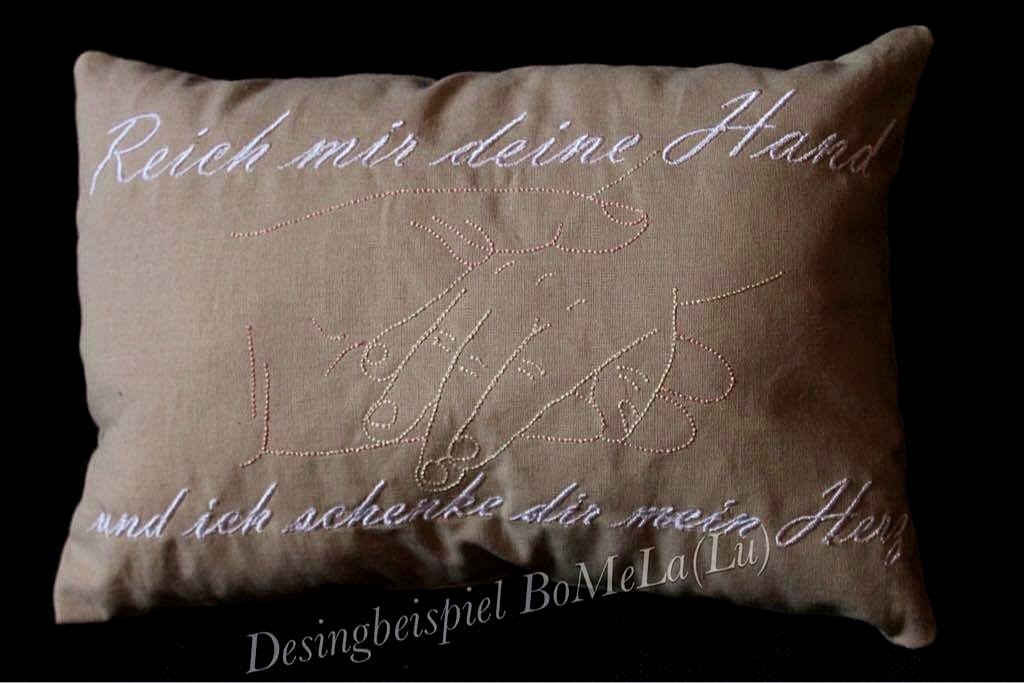 Reich mir deine Hand
und ich schenke dir mein Herz
Desingbeispiel BoMeLa(Lu)